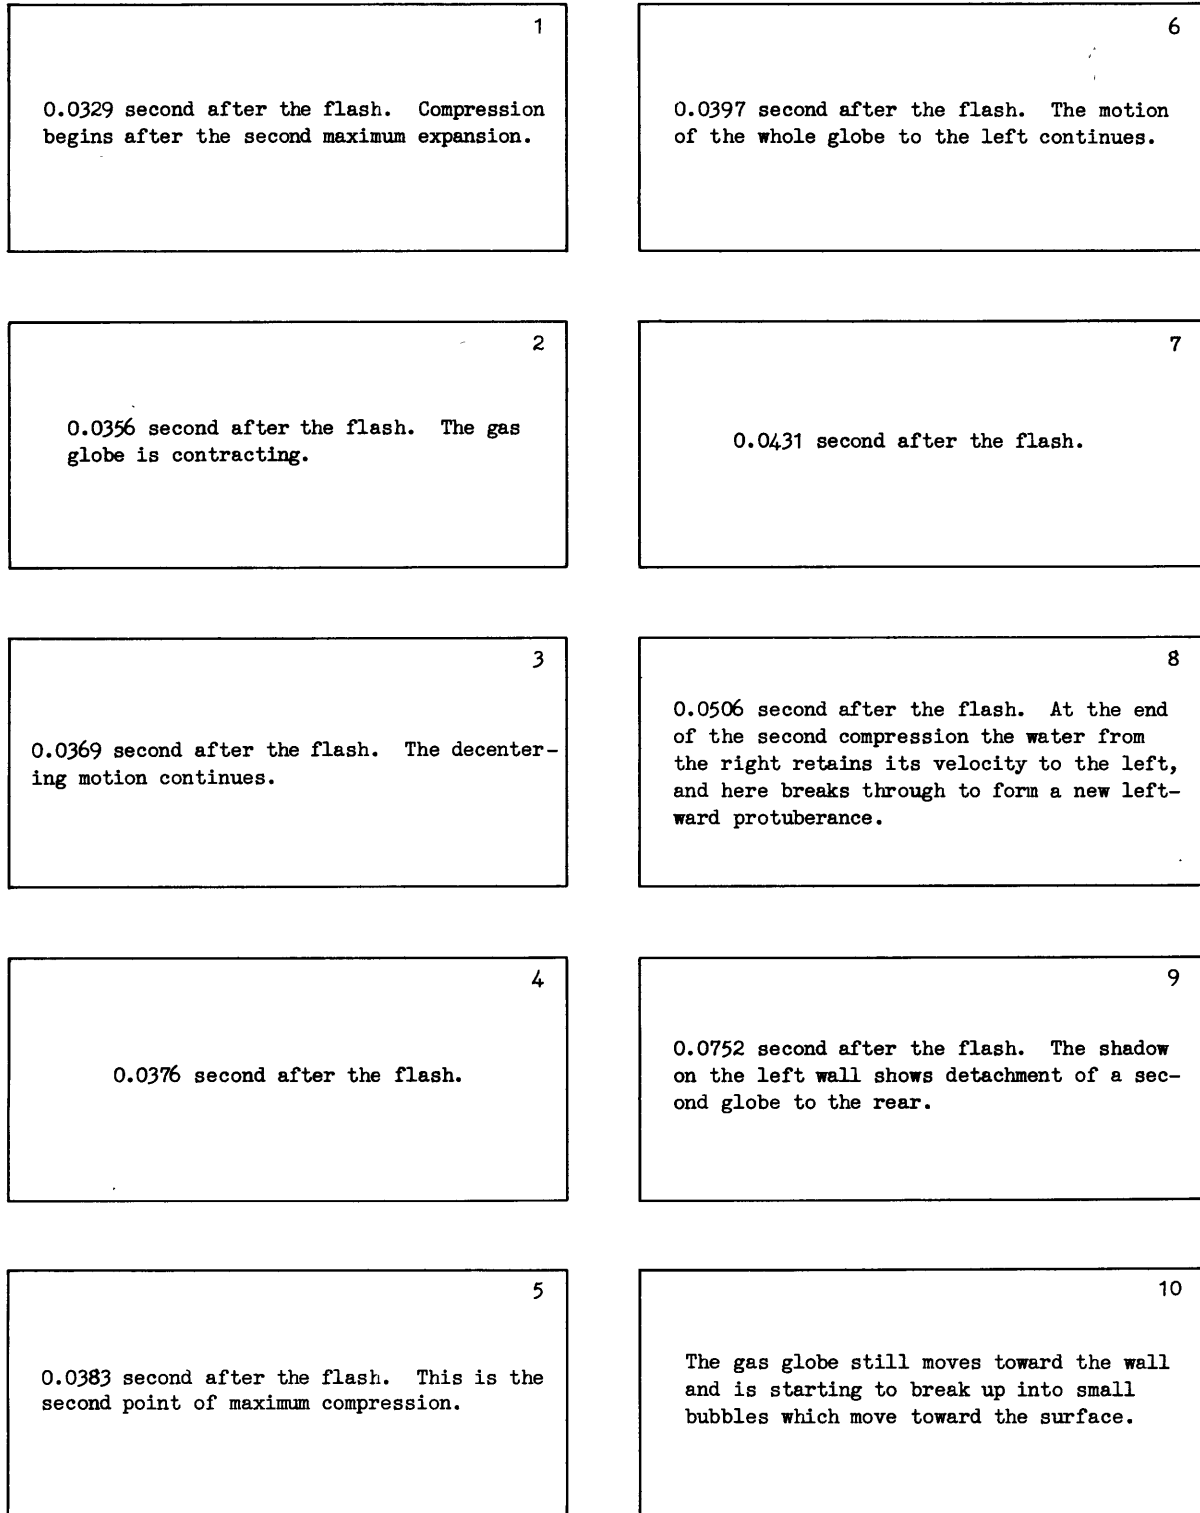 1
0.0329 second after the flash. Compression
begins after the second maximum expansion.
2
0.0356 second after the flash. The gas
globe is contracting.
3
0.0369 second after the flash. The decenter-
ing motion continues.
4
0.0376 second after the flash.
5
0.0383 second after the flash. This is the
second point of maximum compression.
6
0.0397 second after the flash. The motion
of the whole globe to the left continues.
7
0.0431 second after the flash.
8
0.0506 second after the flash. At the end
of the second compression the water from
the right retains its velocity to the left,
and here breaks through to form a new left-
ward protuberance.
9
0.0752 second after the flash. The shadow
on the left wall shows detachment of a sec-
ond globe to the rear.
10
The gas globe still moves toward the wall
and is starting to break up into small
bubbles which move toward the surface.